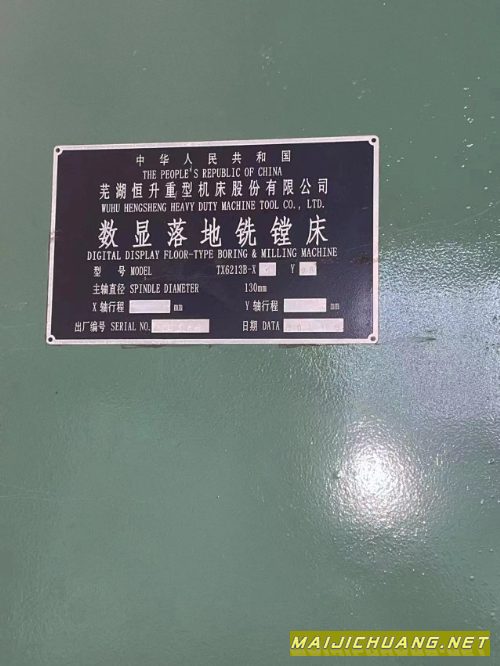 中华人民共和国
THE PEOPLE'S REPUBLIC OF CHINA
芜湖恒升重型机床股份有限公司
WUHU HENGSHENG HEAVY DUTY MACHINE TOOL CO., LTD.
数显落地铣镗床
DIGITAL DISPLAY FLOOR-TYPE BORING & MILLING MACHINE
型 号 MODEL TX6213B-X Y
主轴直径 SPINDLE DIAMETER 130mm
X 轴行程 mm Y 轴行程 mm
出厂编号 SERIAL NO. 日期 DATA
MAIJICHUANG.NET